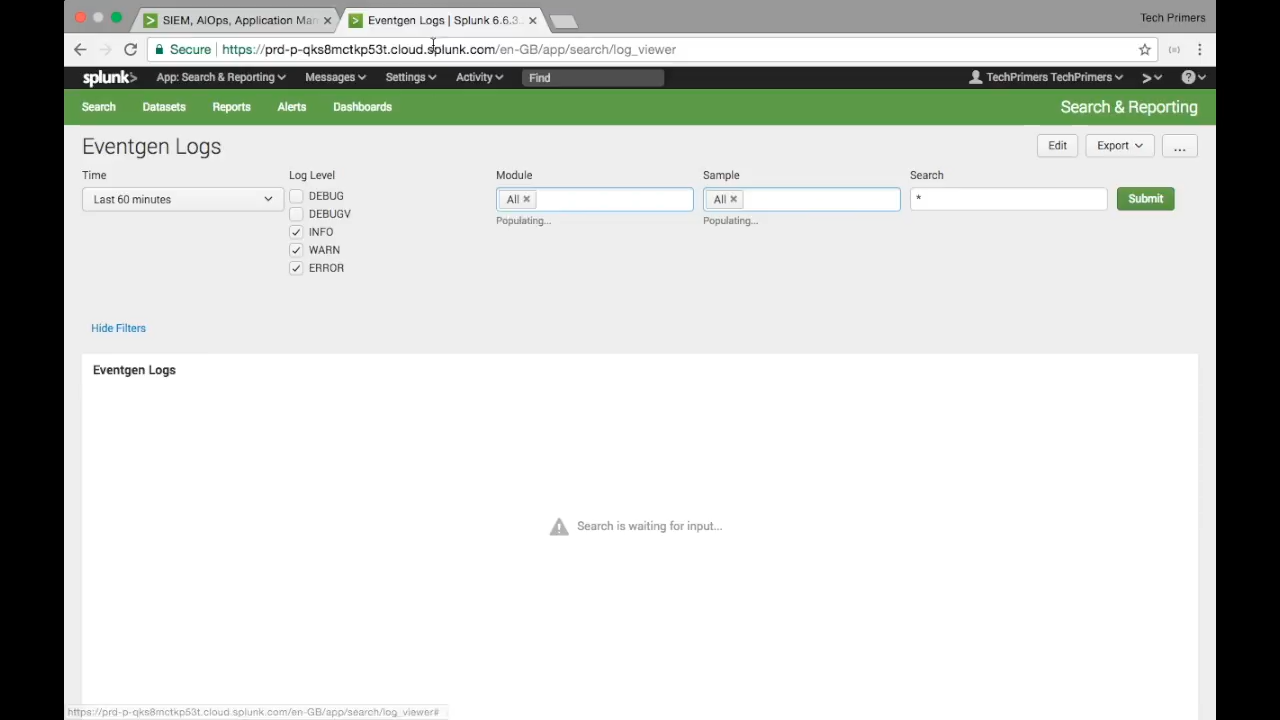 SIEM, AiOps, Application Man
Eventgen Logs | Splunk 6.6.3
Tech Primers
Secure
https://prd-p-qks8mctkp53t.cloud.splunk.com/en-GB/app/search/log_viewer
splunk>
App: Search & Reporting
Messages
Settings
Activity
Find
TechPrimers TechPrimers
Search
Datasets
Reports
Alerts
Dashboards
Search & Reporting
Eventgen Logs
Edit
Export
...
Time
Log Level
Module
Sample
Search
Last 60 minutes
DEBUG
DEBUGV
INFO
WARN
ERROR
All
Populating...
All
Populating...
*
Submit
Hide Filters
Eventgen Logs
Search is waiting for input...
https://prd-p-qks8mctkp53t.cloud.splunk.com/en-GB/app/search/log_viewer#